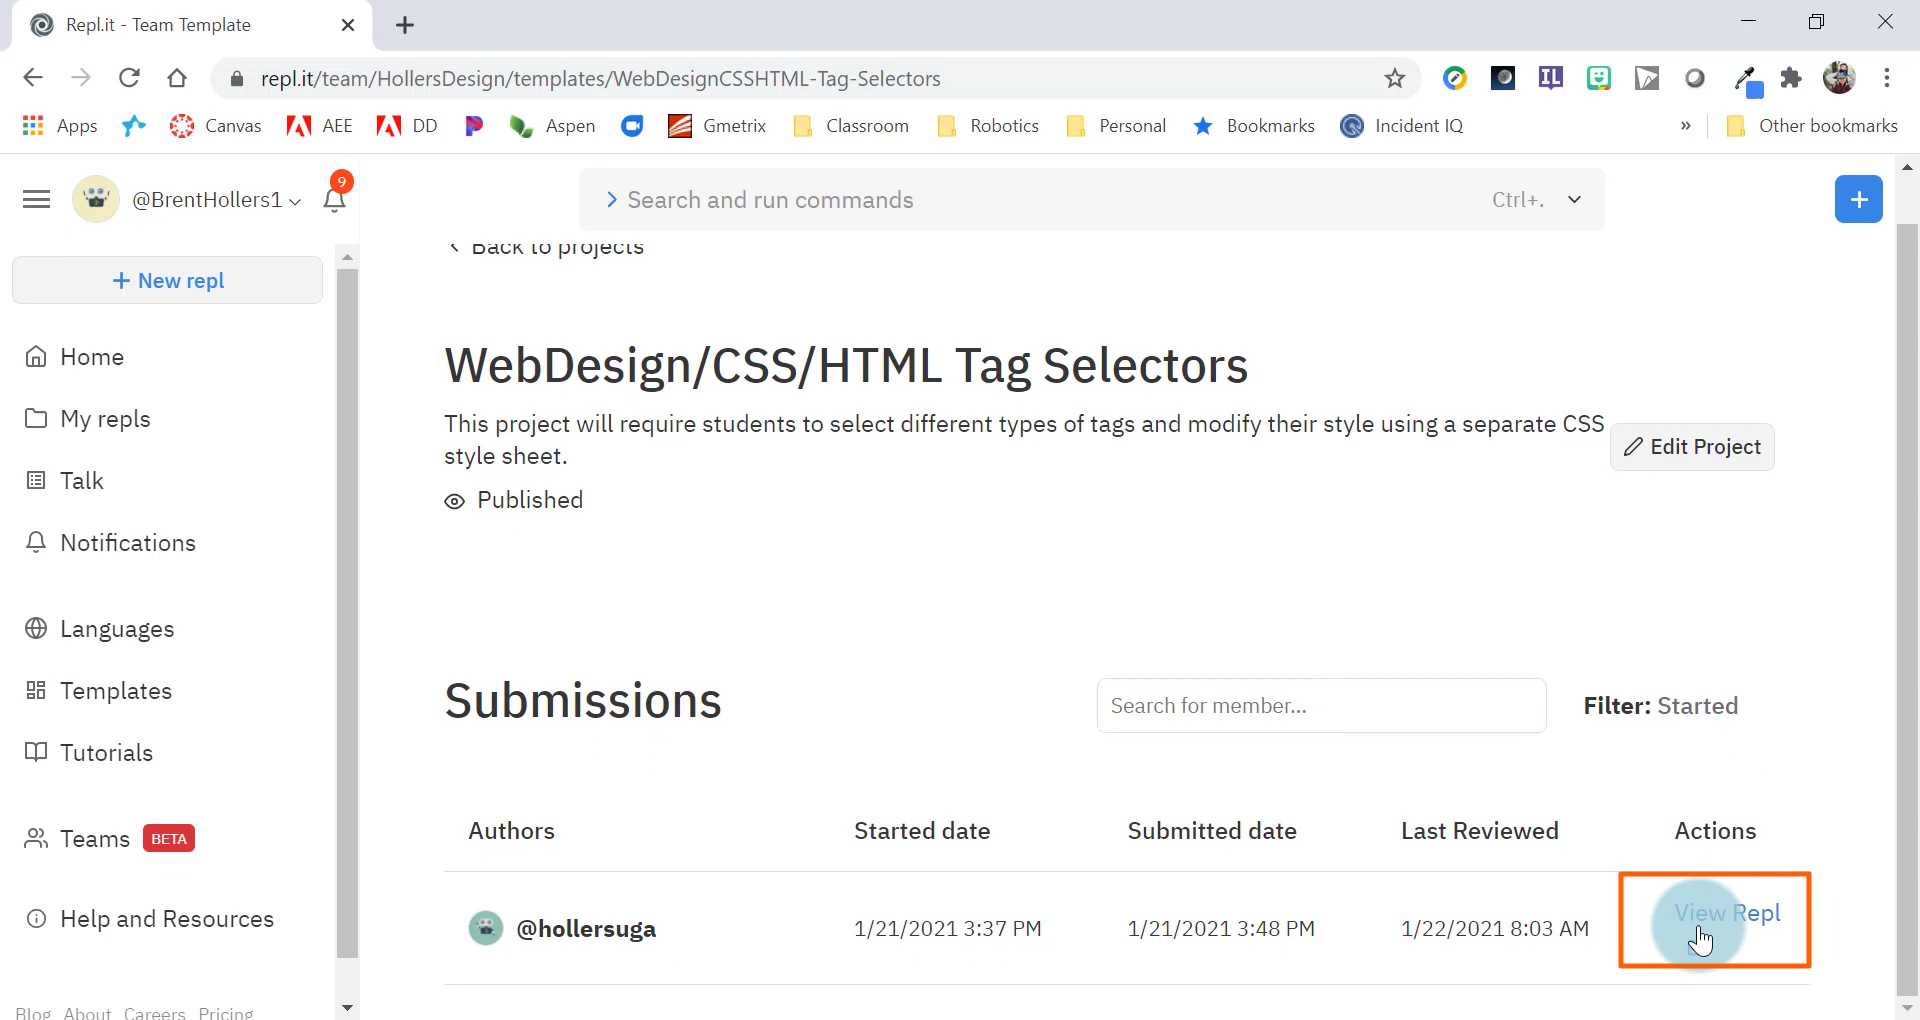 Repl.it - Team Template
repl.it/team/HollersDesign/templates/WebDesignCSSHTML-Tag-Selectors
IL
Apps Canvas AEE DD Aspen Gmetrix Classroom Robotics Personal Bookmarks Incident IQ » Other bookmarks
@BrentHollers1 9
Search and run commands Ctrl+.
+
Back to projects
+ New repl
Home
My repls
Talk
Notifications
Languages
Templates
Tutorials
Teams BETA
Help and Resources
Blog About Careers Pricing
WebDesign/CSS/HTML Tag Selectors
This project will require students to select different types of tags and modify their style using a separate CSS
style sheet.
Edit Project
Published
Submissions
Search for member...
Filter: Started
Authors Started date Submitted date Last Reviewed Actions
@hollersuga 1/21/2021 3:37 PM 1/21/2021 3:48 PM 1/22/2021 8:03 AM View Repl